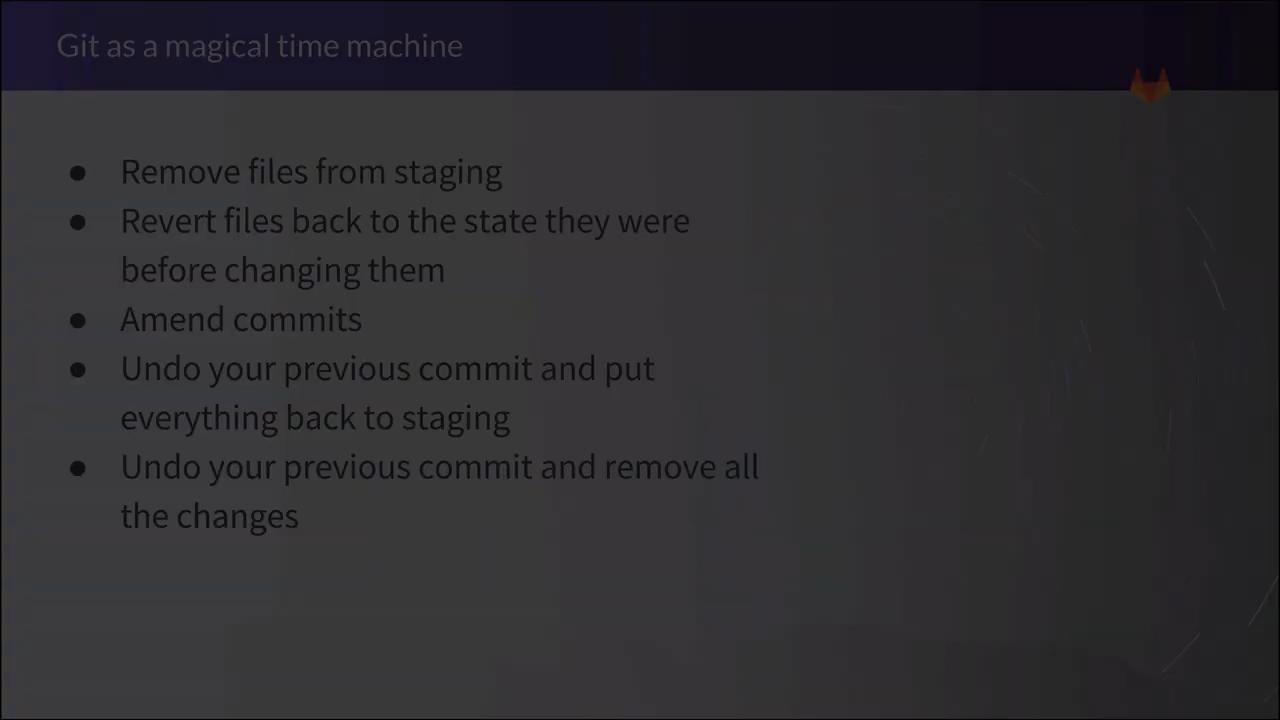 Git as a magical time machine
● Remove files from staging
● Revert files back to the state they were
before changing them
● Amend commits
● Undo your previous commit and put
everything back to staging
● Undo your previous commit and remove all
the changes